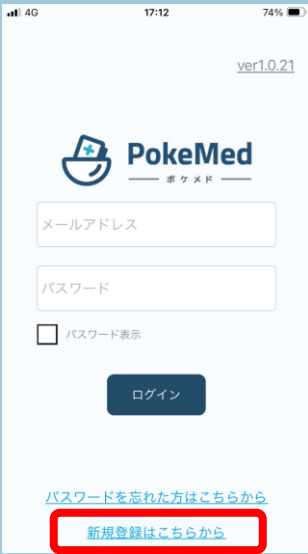 4G 17:12 74%
ver1.0.21
PokeMed
ポケメド
メールアドレス
パスワード
パスワード表示
ログイン
パスワードを忘れた方はこちらから
新規登録はこちらから